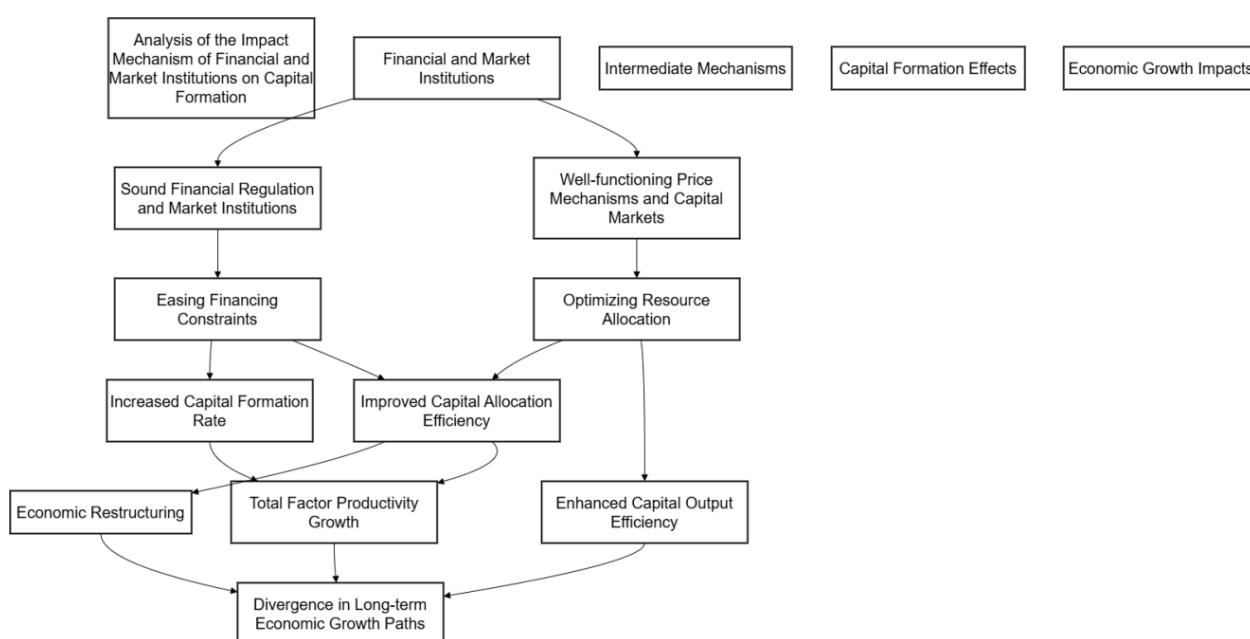 Analysis of the Impact
Mechanism of Financial and
Market Institutions on Capital
Formation
Financial and Market
Institutions
Intermediate Mechanisms
Capital Formation Effects
Economic Growth Impacts
Sound Financial Regulation
and Market Institutions
Well-functioning Price
Mechanisms and Capital
Markets
Easing Financing
Constraints
Optimizing Resource
Allocation
Increased Capital Formation
Rate
Improved Capital Allocation
Efficiency
Economic Restructuring
Total Factor Productivity
Growth
Enhanced Capital Output
Efficiency
Divergence in Long-term
Economic Growth Paths